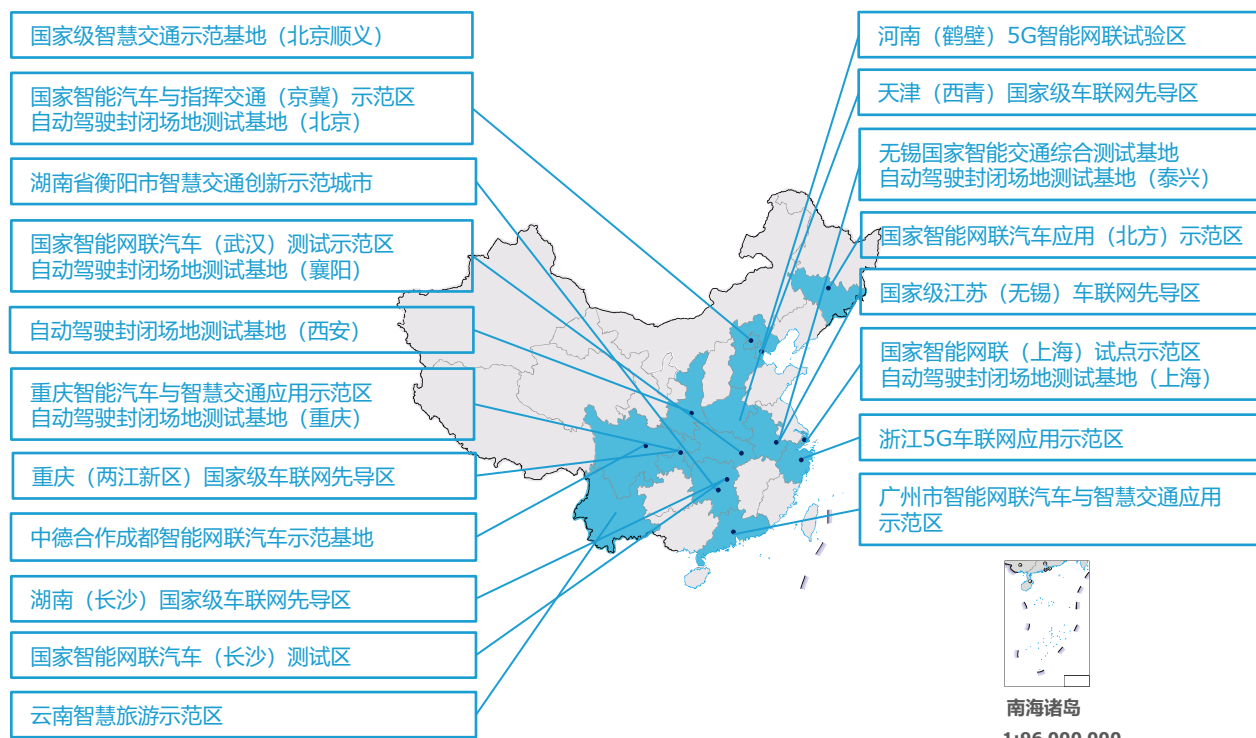 国家级智慧交通示范基地（北京顺义）
国家智能汽车与指挥交通（京冀）示范区
自动驾驶封闭场地测试基地（北京）
湖南省衡阳市智慧交通创新示范城市
国家智能网联汽车（武汉）测试示范区
自动驾驶封闭场地测试基地（襄阳）
自动驾驶封闭场地测试基地（西安）
重庆智能汽车与智慧交通应用示范区
自动驾驶封闭场地测试基地（重庆）
重庆（两江新区）国家级车联网先导区
中德合作成都智能网联汽车示范基地
湖南（长沙）国家级车联网先导区
国家智能网联汽车（长沙）测试区
云南智慧旅游示范区
河南（鹤壁）5G智能网联试验区
天津（西青）国家级车联网先导区
无锡国家智能交通综合测试基地
自动驾驶封闭场地测试基地（泰兴）
国家智能网联汽车应用（北方）示范区
国家级江苏（无锡）车联网先导区
国家智能网联（上海）试点示范区
自动驾驶封闭场地测试基地（上海）
浙江5G车联网应用示范区
广州市智能网联汽车与智慧交通应用
示范区
南海诸岛
1:96 000 000